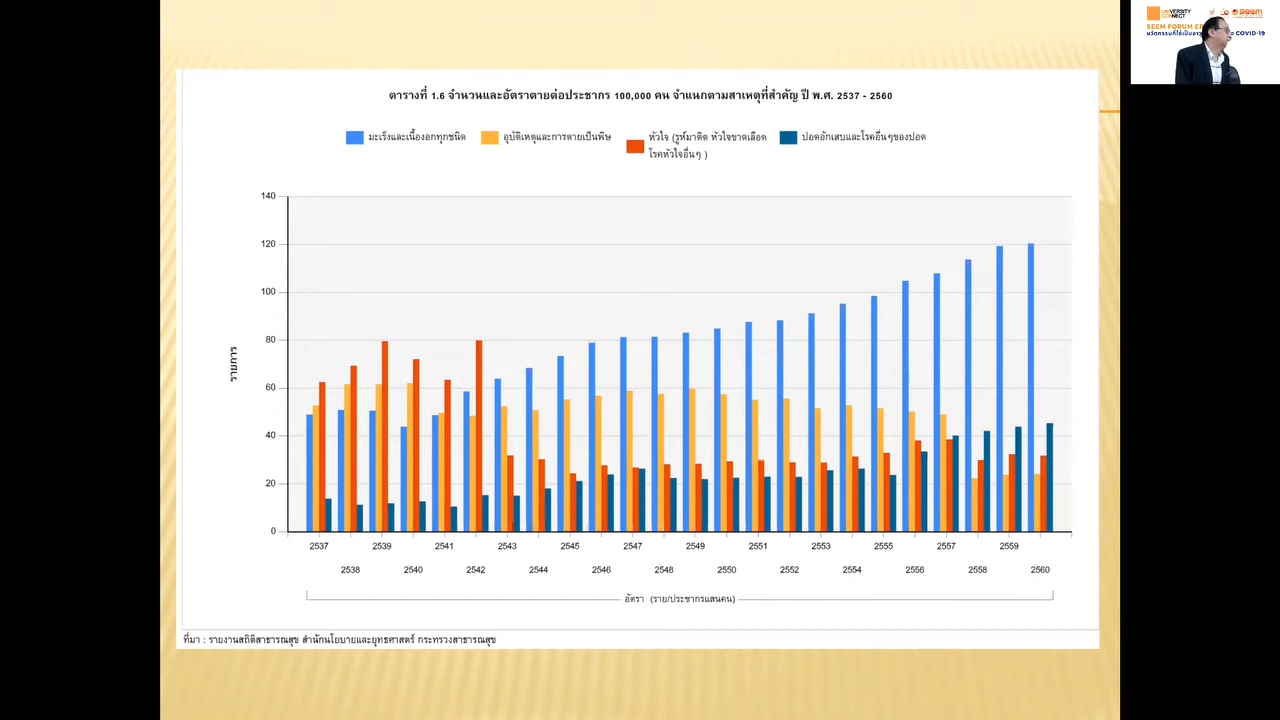 UNIVERSITY
CONNECT
seem
SEEM FORUM EP
COVID-19
ตารางที่ 1.6 จำนวนและอัตราตายต่อประชากร 100,000 คน จำแนกตามสาเหตุที่สำคัญ ปี พ.ศ. 2537 - 2560
มะเร็งและเนื้องอกทุกชนิด
อุบัติเหตุและการตายเป็นพิษ
หัวใจ (รูห์มาติด หัวใจขาดเลือด
โรคหัวใจอื่นๆ )
ปอดอักเสบและโรคอื่นๆของปอด
140
120
100
80
60
40
20
0
รายการ
2537 2539 2541 2543 2545 2547 2549 2551 2553 2555 2557 2559
2538 2540 2542 2544 2546 2548 2550 2552 2554 2556 2558 2560
อัตรา (ราย/ประชากรแสนคน)
ที่มา : รายงานสถิติสาธารณสุข สำนักนโยบายและยุทธศาสตร์ กระทรวงสาธารณสุข